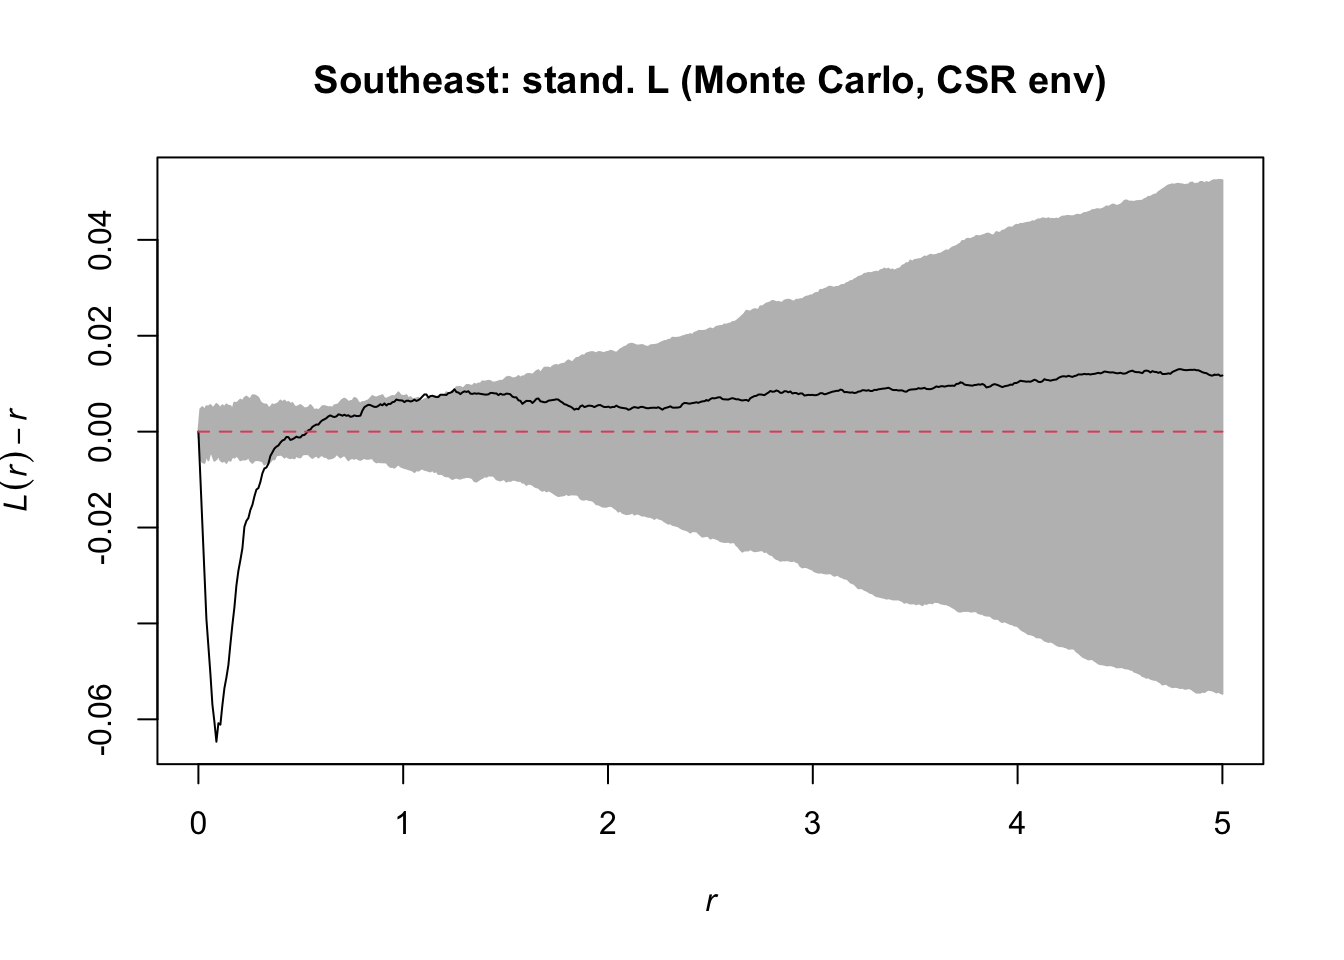 Southeast: stand. L (Monte Carlo, CSR env)
L(r) − r
0.04
0.02
0.00
-0.02
-0.06
0 1 2 3 4 5
r